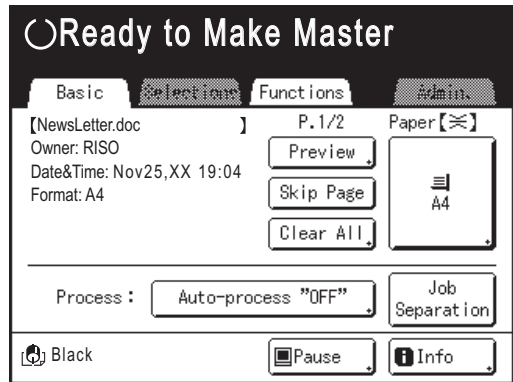 Ready to Make Master
Basic Selections Functions Admin.
【NewsLetter.doc 】 P.1/2 Paper【】
Owner: RISO Preview
Date&Time: Nov25,XX 19:04
Format: A4 Skip Page A4
Clear All
Process: Auto-process "OFF" Job Separation
Black Pause Info